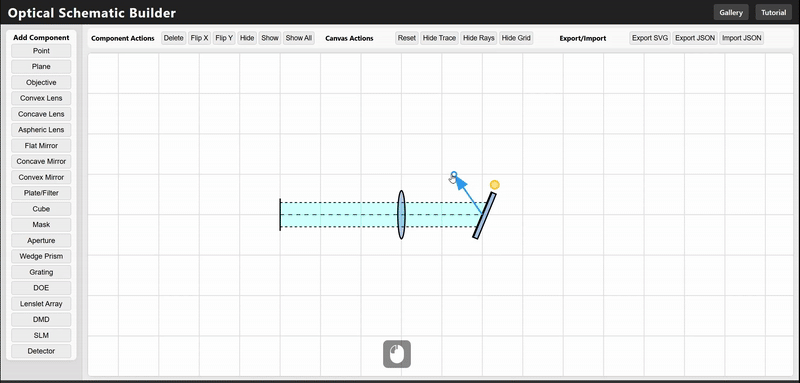 Optical Schematic Builder
Gallery
Tutorial
Add Component
Point
Plane
Objective
Convex Lens
Concave Lens
Aspheric Lens
Flat Mirror
Concave Mirror
Convex Mirror
Plate/Filter
Cube
Mask
Aperture
Wedge Prism
Grating
DOE
Lenslet Array
DMD
SLM
Detector
Component Actions
Delete
Flip X
Flip Y
Hide
Show
Show All
Canvas Actions
Reset
Hide Trace
Hide Rays
Hide Grid
Export/Import
Export SVG
Export JSON
Import JSON